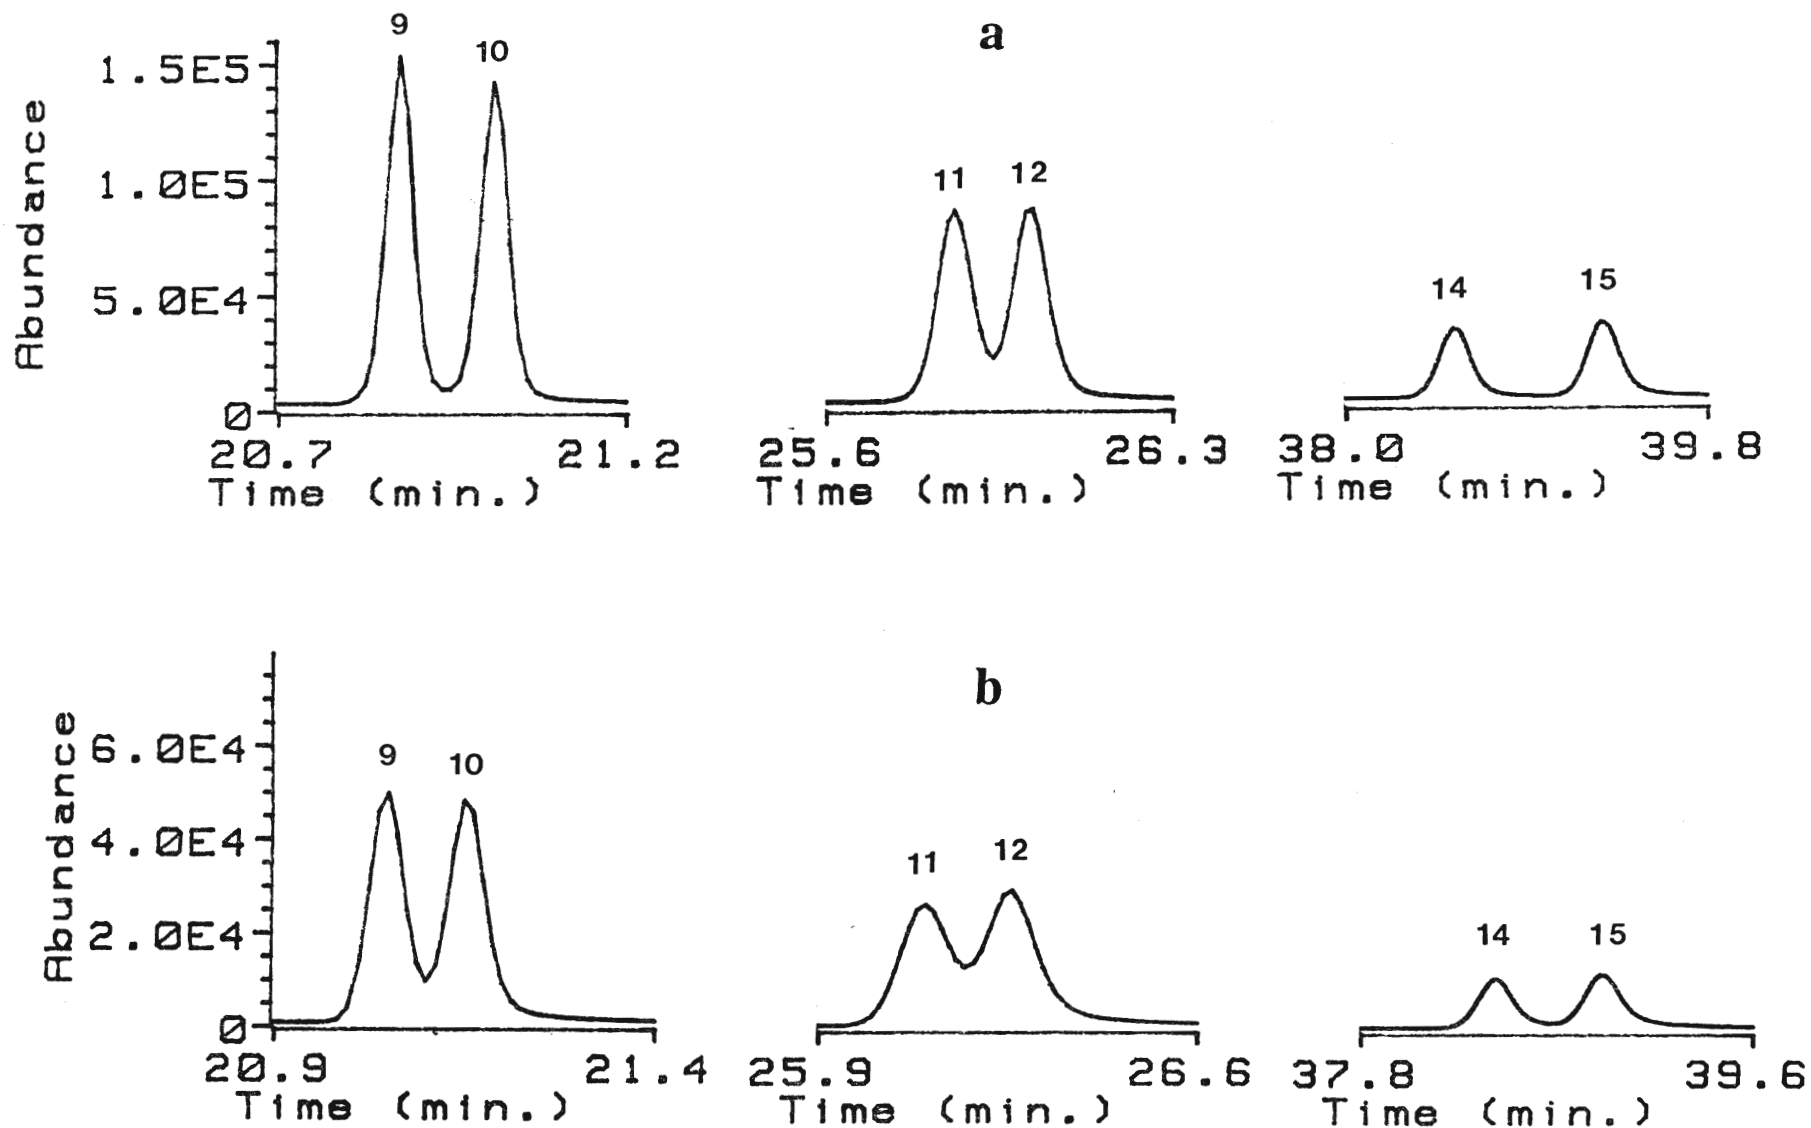 a
9
10
11 12
14 15
Abundance
1.5E5
1.0E5
5.0E4
0
20.7 21.2 25.6 26.3 38.0 39.8
Time (min.) Time (min.) Time (min.)
b
9 10
11 12
14 15
Abundance
6.0E4
4.0E4
2.0E4
0
20.9 21.4 25.9 26.6 37.8 39.6
Time (min.) Time (min.) Time (min.)